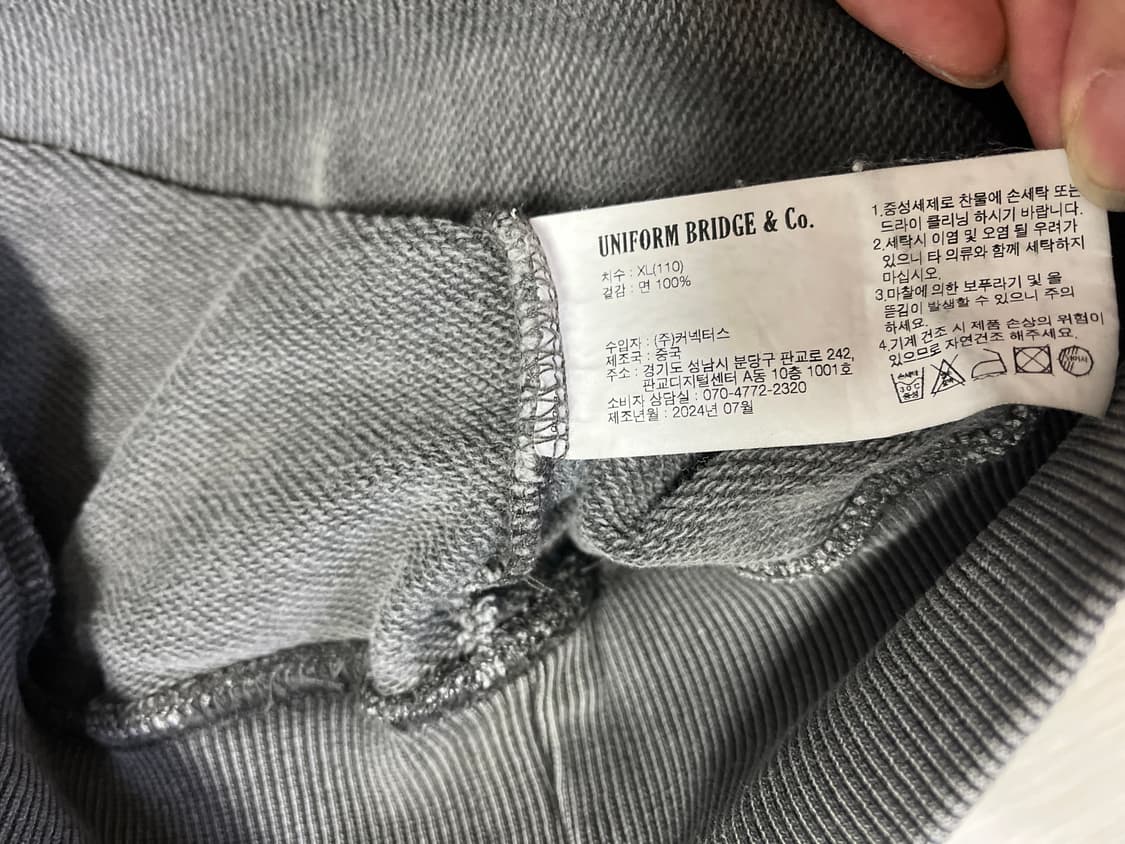 UNIFORM BRIDGE & Co.
치수 : XL(110)
겉감 : 면 100%
수입자 : (주)커넥터스
제조국 : 중국
주소 : 경기도 성남시 분당구 판교로 242,
판교디지털센터 A동 10층 1001호
소비자 상담실 : 070-4772-2320
제조년월 : 2024년 07월
1.중성세제로 찬물에 손세탁 또는
드라이 클리닝 하시기 바랍니다.
2.세탁시 이염 및 오염 될 우려가
있으니 타 의류와 함께 세탁하지
마십시오.
3.마찰에 의한 보푸라기 및 올
뜯김이 발생할 수 있으니 주의
하세요.
4.기계 건조 시 제품 손상의 위험이
있으므로 자연건조 해주세요.
손세탁
30℃
중성